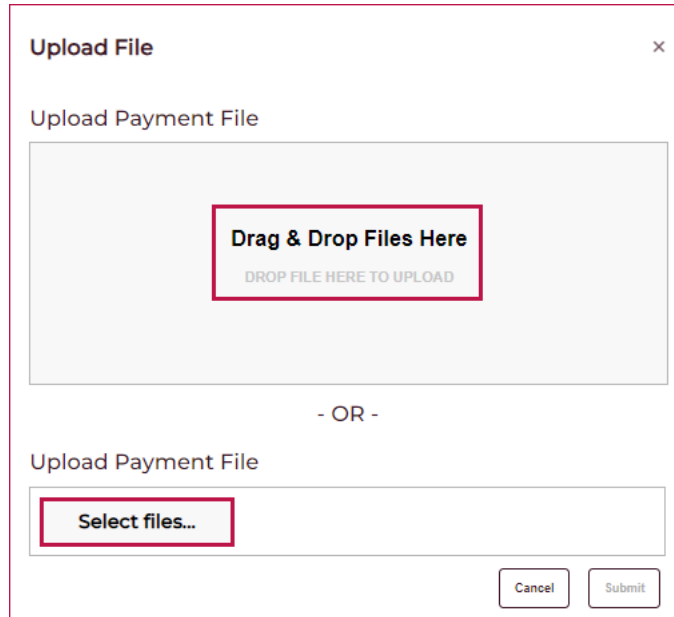 Upload File ×
Upload Payment File
Drag & Drop Files Here
DROP FILE HERE TO UPLOAD
- OR -
Upload Payment File
Select files...
Cancel Submit